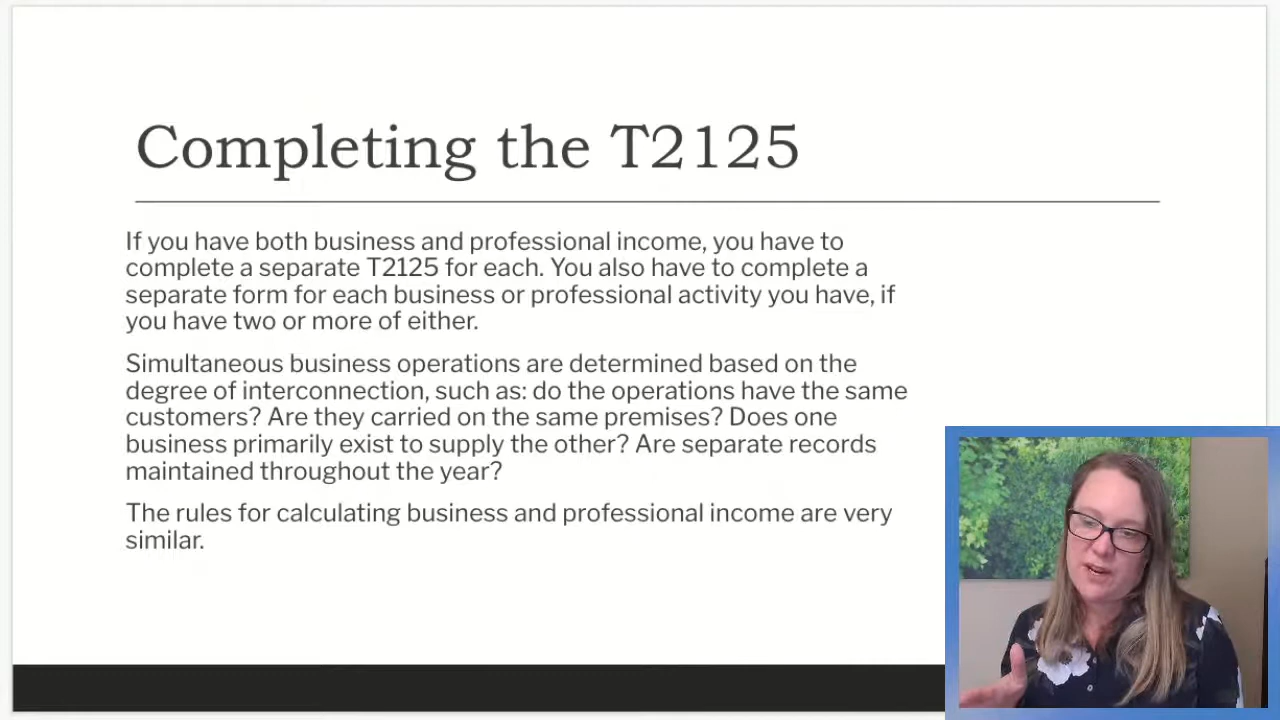 Completing the T2125
If you have both business and professional income, you have to
complete a separate T2125 for each. You also have to complete a
separate form for each business or professional activity you have, if
you have two or more of either.
Simultaneous business operations are determined based on the
degree of interconnection, such as: do the operations have the same
customers? Are they carried on the same premises? Does one
business primarily exist to supply the other? Are separate records
maintained throughout the year?
The rules for calculating business and professional income are very
similar.